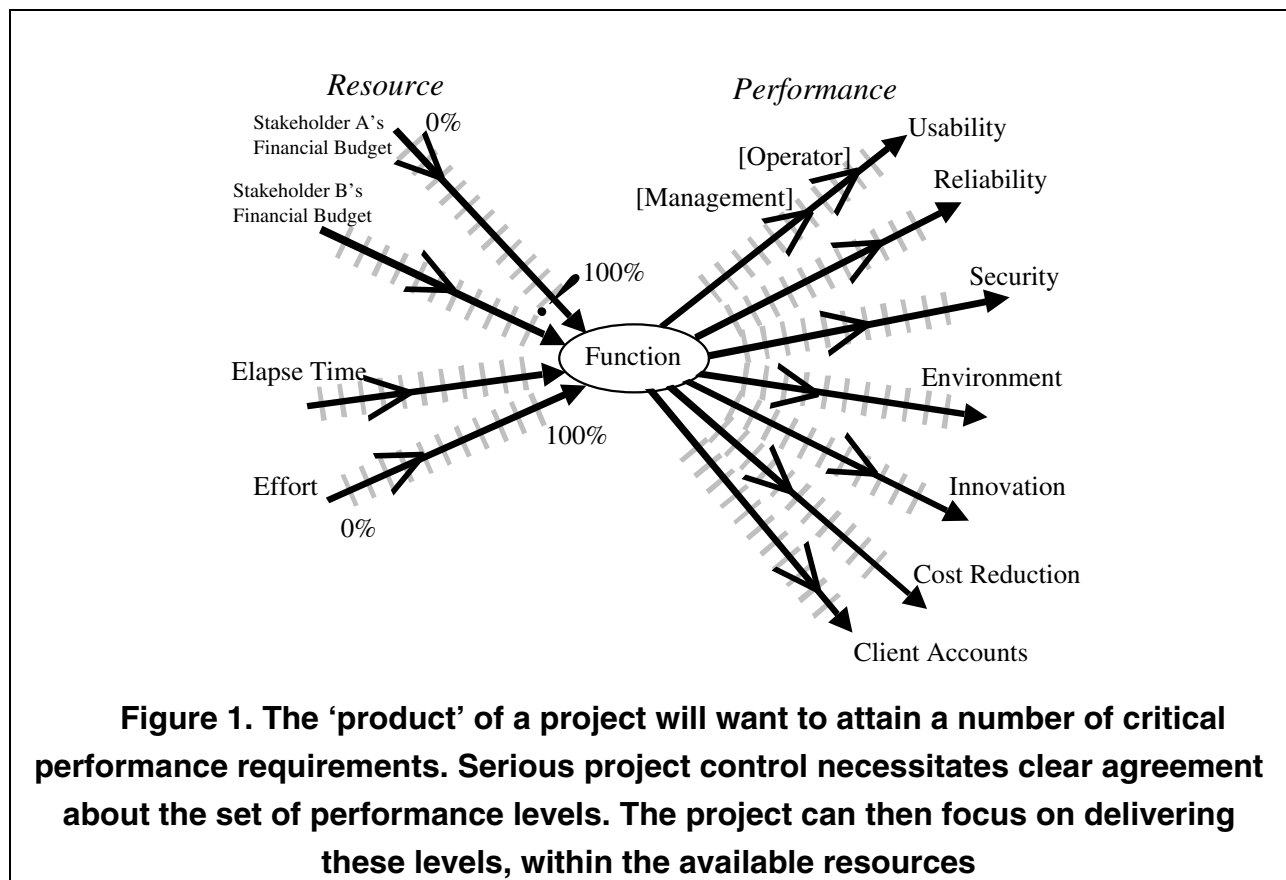 Resource
Performance
Stakeholder A's
Financial Budget
0%
Stakeholder B's
Financial Budget
100%
Elapse Time
Effort
0%
100%
Function
[Operator]
[Management]
Usability
Reliability
Security
Environment
Innovation
Cost Reduction
Client Accounts
Figure 1. The ‘product’ of a project will want to attain a number of critical
performance requirements. Serious project control necessitates clear agreement
about the set of performance levels. The project can then focus on delivering
these levels, within the available resources